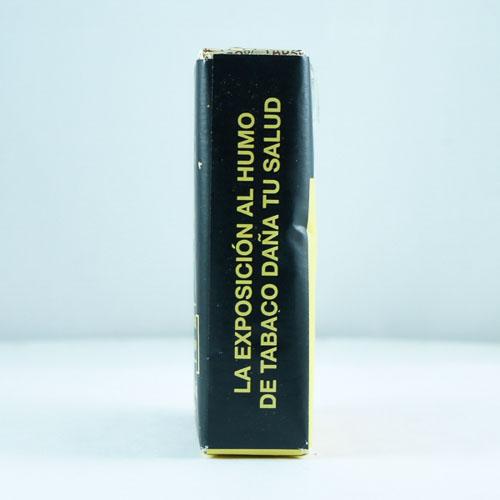 LA EXPOSICIÓN AL HUMO
DE TABACO DAÑA TU SALUD